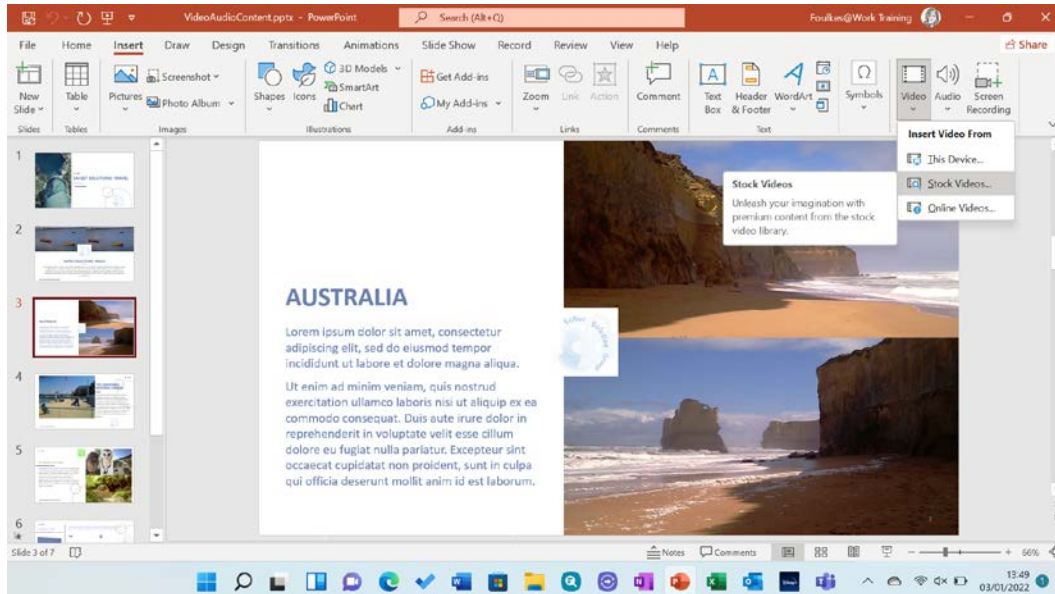 VideoAudioContent.pptx - PowerPoint
Search (Alt+Q)
Foulkes@Work Training
File Home Insert Draw Design Transitions Animations Slide Show Record Review View Help
Share
New Slide
Table
Pictures
Screenshot
Photo Album
Shapes
Icons
3D Models
SmartArt
Chart
Get Add-ins
My Add-ins
Zoom
Link
Action
Comment
Text Box
Header & Footer
WordArt
Symbols
Video
Audio
Screen Recording
Slides Tables Images Illustrations Add-ins Links Comments Text
Insert Video From
This Device...
Stock Videos...
Online Videos...
Stock Videos
Unleash your imagination with
premium content from the stock
video library.
1
2
3
4
5
6
AUSTRALIA
Lorem ipsum dolor sit amet, consectetur
adipiscing elit, sed do eiusmod tempor
incididunt ut labore et dolore magna aliqua.
Ut enim ad minim veniam, quis nostrud
exercitation ullamco laboris nisi ut aliquip ex ea
commodo consequat. Duis aute irure dolor in
reprehenderit in voluptate velit esse cillum
dolore eu fugiat nulla pariatur. Excepteur sint
occaecat cupidatat non proident, sunt in culpa
qui officia deserunt mollit anim id est laborum.
Slide 3 of 7
Notes
Comments
56%
13:49
03/01/2022